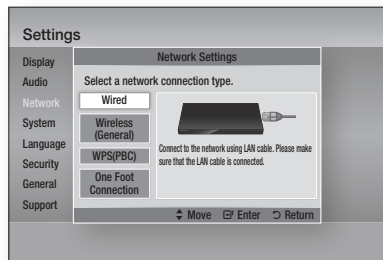 Settings
Display
Audio
Network
System
Language
Security
General
Support
Network Settings
Select a network connection type.
Wired
Wireless
(General)
WPS(PBC)
One Foot
Connection
Connect to the network using LAN cable. Please make
sure that the LAN cable is connected.
Move Enter Return